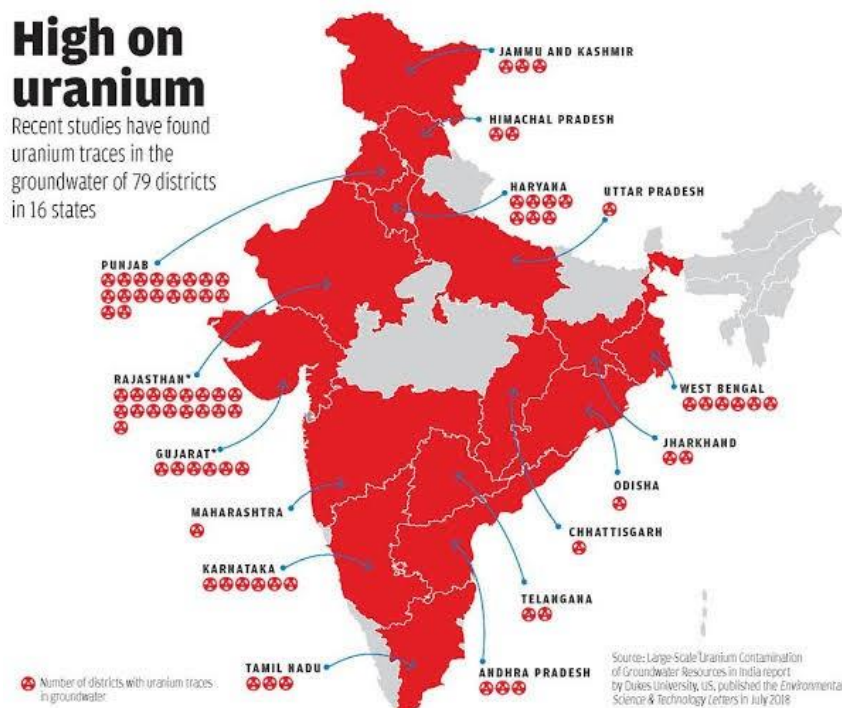 High on
uranium
Recent studies have found
uranium traces in the
groundwater of 79 districts
in 16 states
JAMMU AND KASHMIR
HIMACHAL PRADESH
HARYANA
UTTAR PRADESH
PUNJAB
RAJASTHAN*
WEST BENGAL
JHARKHAND
GUJARAT*
ODISHA
MAHARASHTRA
CHHATTISGARH
KARNATAKA
TELANGANA
TAMIL NADU
ANDHRA PRADESH
Number of districts with uranium traces
in groundwater
Source: Large-Scale Uranium Contamination
of Groundwater Resources in India report
by Dukes University, US, published the Environmental
Science & Technology Letters in July 2018